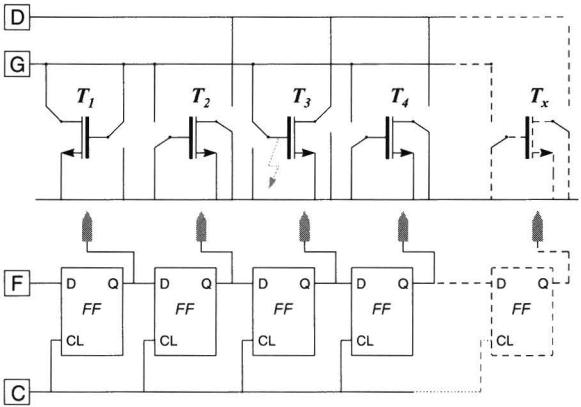 D
G
T1 T2 T3 T4 Tx
F
D Q D Q D Q D Q D Q
FF FF FF FF FF
CL CL CL CL CL
C